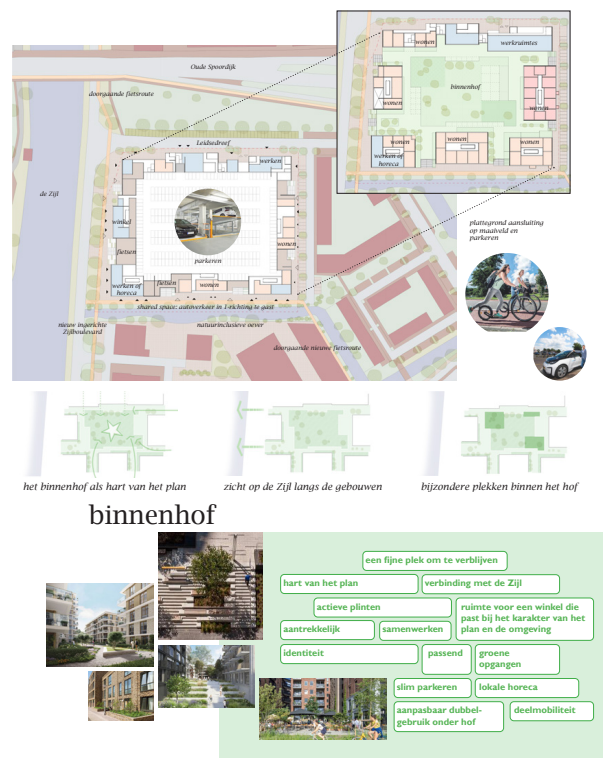 Oude Spoordijk
doorgaande fietsroute
Leidsedreef
de Zijl
werken
winkel
fietsen
werken of
horeca
fietsen
wonen
wonen
parkeren
shared space: autoverkeer in 1-richting te gast
nieuw ingerichte
Zijlboulevard
natuurinclusieve oever
doorgaande nieuwe fietsroute
wonen
werkruimtes
binnenhof
wonen
wonen
wonen
wonen
wonen
werken of
horeca
plattegrond aansluiting
op maaiveld en
parkeren
het binnenhof als hart van het plan
zicht op de Zijl langs de gebouwen
bijzondere plekken binnen het hof
binnenhof
een fijne plek om te verblijven
hart van het plan
verbinding met de Zijl
actieve plinten
ruimte voor een winkel die
past bij het karakter van het
plan en de omgeving
aantrekkelijk
samenwerken
identiteit
passend
groene
opgangen
slim parkeren
lokale horeca
aanpasbaar dubbel-
gebruik onder hof
deelmobiliteit